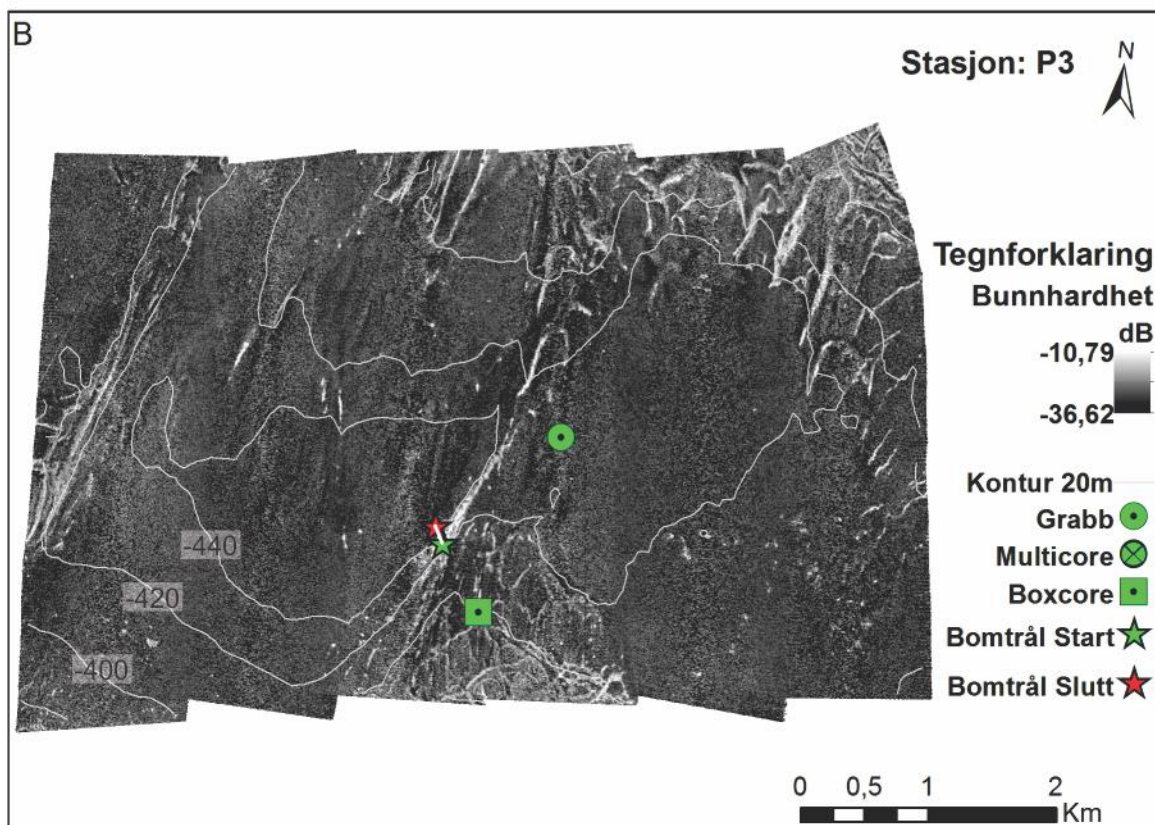 B
Stasjon: P3
N
Tegnforklaring
Bunnhardhet
dB
-10,79
-36,62
Kontur 20m
Grabb
Multicore
Boxcore
Bomtrål Start
Bomtrål Slutt
-440
-420
-400
0 0,5 1 2
Km